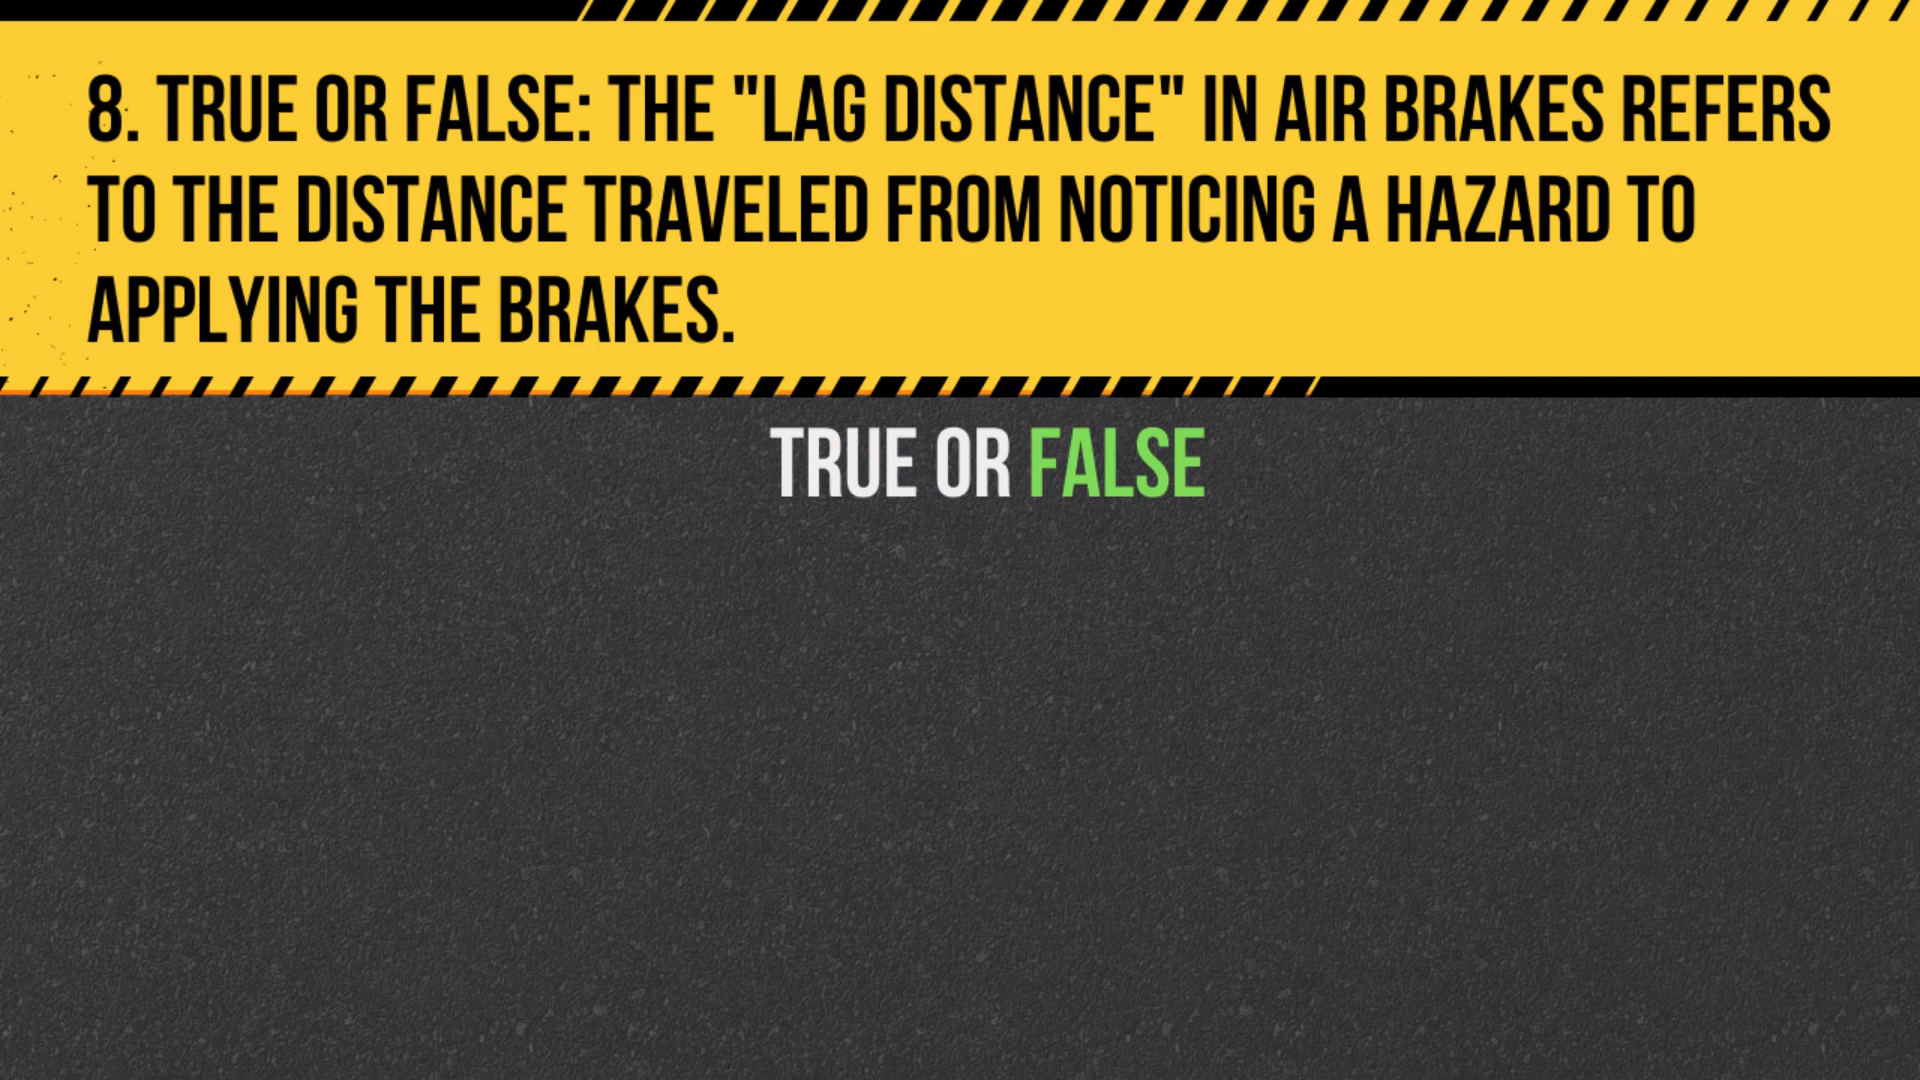 8. TRUE OR FALSE: THE "LAG DISTANCE" IN AIR BRAKES REFERS
TO THE DISTANCE TRAVELED FROM NOTICING A HAZARD TO
APPLYING THE BRAKES.
TRUE OR FALSE